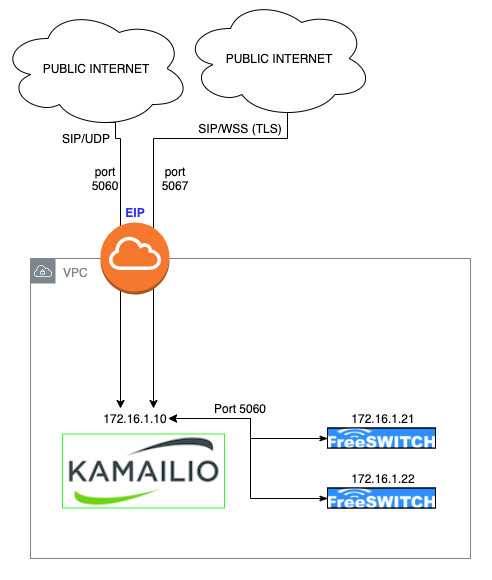 PUBLIC INTERNET
PUBLIC INTERNET
SIP/UDP
SIP/WSS (TLS)
port
5060
port
5067
EIP
VPC
172.16.1.10
Port 5060
172.16.1.21
FreeSWITCH
KAMAILIO
172.16.1.22
FreeSWITCH